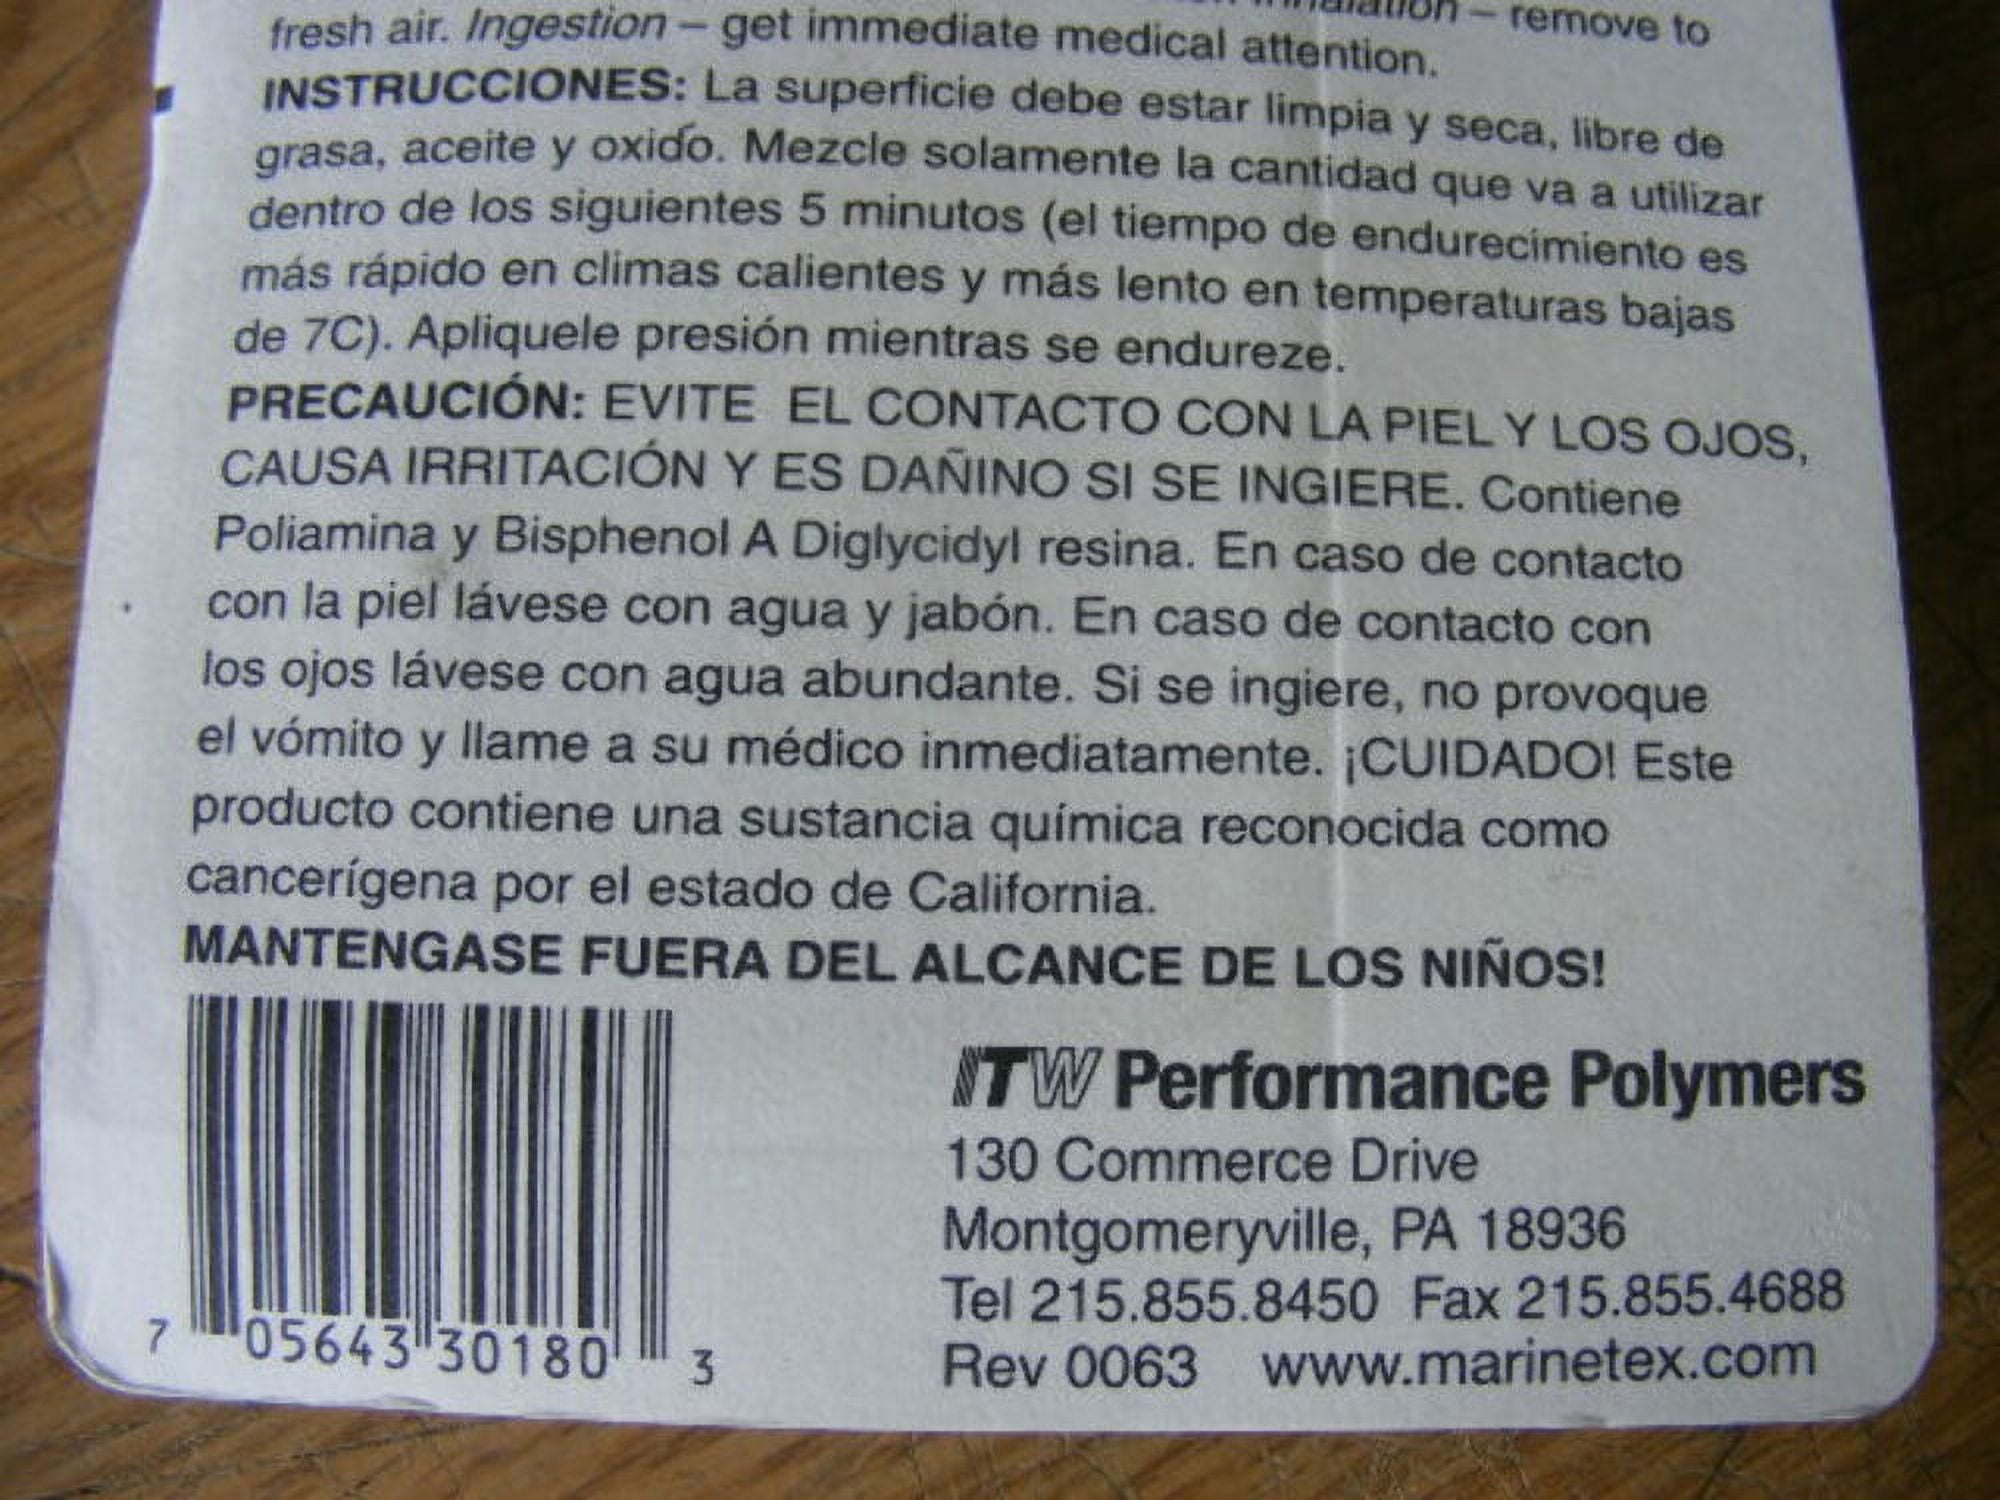 – remove to
fresh air. Ingestion – get immediate medical attention.
INSTRUCCIONES: La superficie debe estar limpia y seca, libre de
grasa, aceite y oxido. Mezcle solamente la cantidad que va a utilizar
dentro de los siguientes 5 minutos (el tiempo de endurecimiento es
más rápido en climas calientes y más lento en temperaturas bajas
de 7C). Apliquele presión mientras se endureze.
PRECAUCIÓN: EVITE EL CONTACTO CON LA PIEL Y LOS OJOS,
CAUSA IRRITACIÓN Y ES DAÑINO SI SE INGIERE. Contiene
Poliamina y Bisphenol A Diglycidyl resina. En caso de contacto
con la piel lávese con agua y jabón. En caso de contacto con
los ojos lávese con agua abundante. Si se ingiere, no provoque
el vómito y llame a su médico inmediatamente. ¡CUIDADO! Este
producto contiene una sustancia química reconocida como
cancerígena por el estado de California.
MANTENGASE FUERA DEL ALCANCE DE LOS NIÑOS!
ITW Performance Polymers
130 Commerce Drive
Montgomeryville, PA 18936
Tel 215.855.8450 Fax 215.855.4688
Rev 0063 www.marinetex.com
7 05643 30180 3